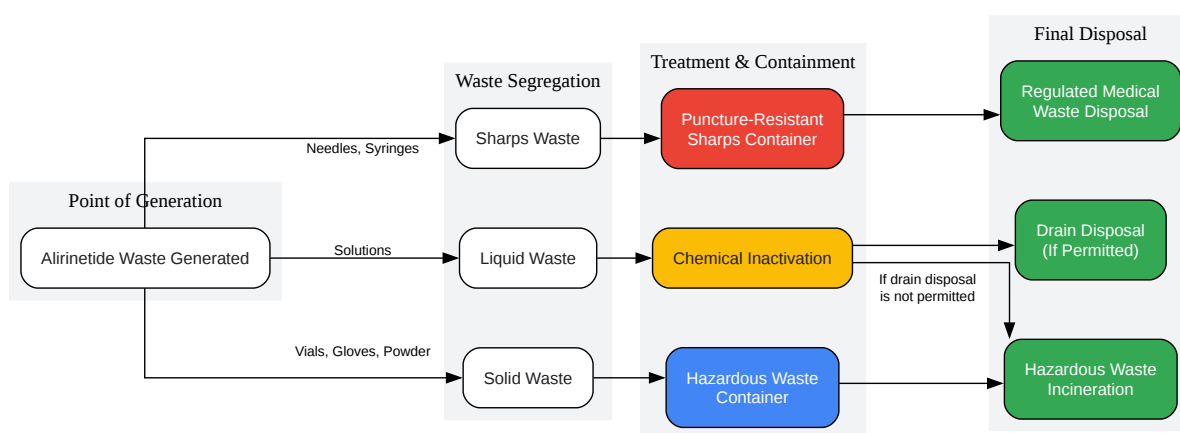 Final Disposal
Treatment & Containment
Waste Segregation
Regulated Medical
Waste Disposal
Puncture-Resistant
Sharps Container
Sharps Waste
Needles, Syringes
Point of Generation
Alirinetide Waste Generated
Solutions
Liquid Waste
Chemical Inactivation
Drain Disposal
(If Permitted)
If drain disposal
is not permitted
Vials, Gloves, Powder
Solid Waste
Hazardous Waste
Container
Hazardous Waste
Incineration